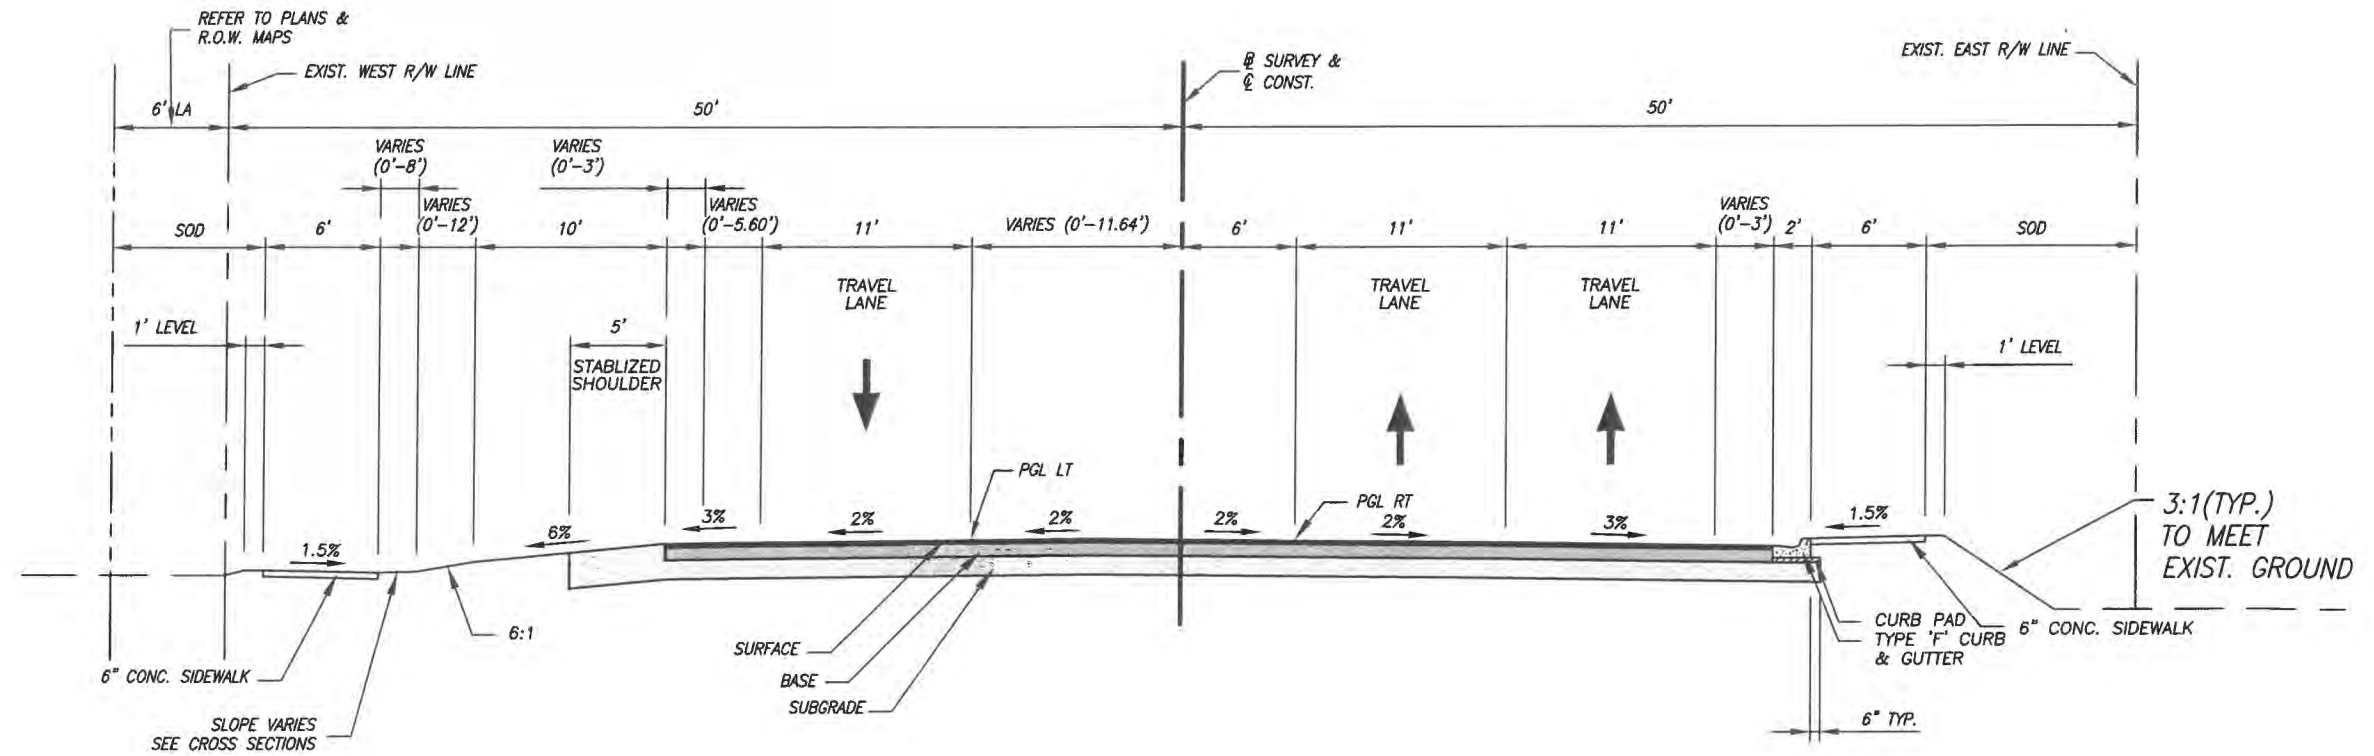 REFER TO PLANS &
R.O.W. MAPS
EXIST. WEST R/W LINE
℄ SURVEY &
℄ CONST.
EXIST. EAST R/W LINE
6' LA
50'
50'
VARIES
(0'-8')
VARIES
(0'-3')
VARIES
(0'-12')
VARIES
(0'-5.60')
VARIES
(0'-3')
SOD
6'
10'
11'
VARIES (0'-11.64')
6'
11'
11'
2'
6'
SOD
TRAVEL
LANE
TRAVEL
LANE
TRAVEL
LANE
1' LEVEL
5'
STABLIZED
SHOULDER
1' LEVEL
PGL LT
PGL RT
1.5%
6%
3%
2%
2%
2%
2%
3%
1.5%
3:1(TYP.)
TO MEET
EXIST. GROUND
6:1
SURFACE
BASE
SUBGRADE
6" CONC. SIDEWALK
SLOPE VARIES
SEE CROSS SECTIONS
CURB PAD
TYPE 'F' CURB
& GUTTER
6" CONC. SIDEWALK
6" TYP.